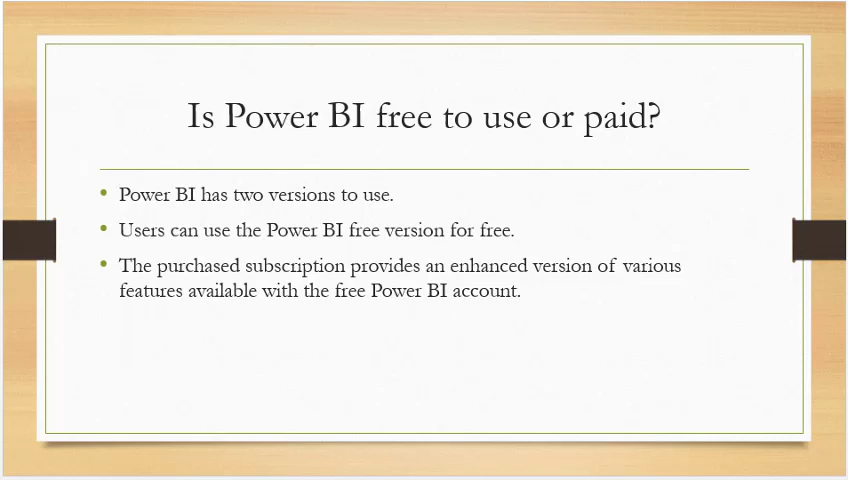 Is Power BI free to use or paid?
• Power BI has two versions to use.
• Users can use the Power BI free version for free.
• The purchased subscription provides an enhanced version of various
features available with the free Power BI account.